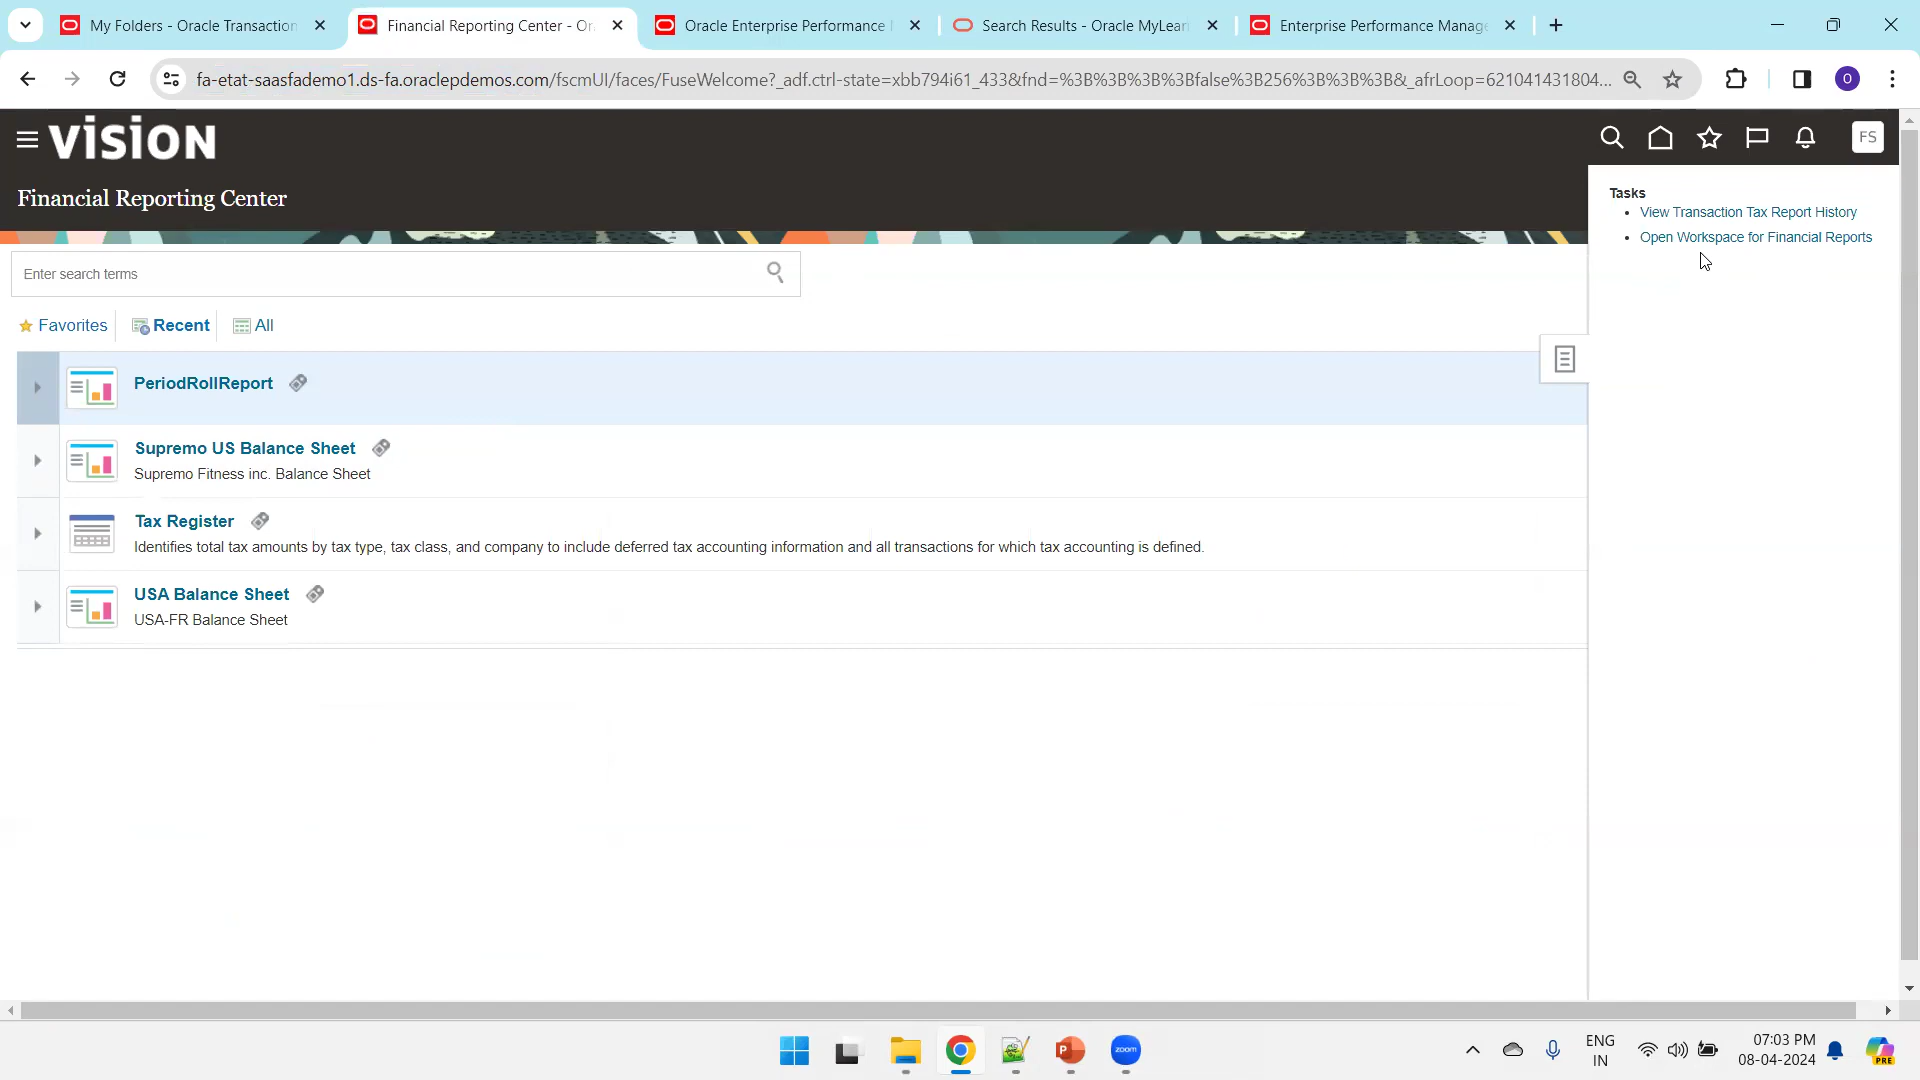 My Folders - Oracle Transaction
Financial Reporting Center - Or
Oracle Enterprise Performance
Search Results - Oracle MyLear
Enterprise Performance Manage
fa-etat-saasfademo1.ds-fa.oraclepdemos.com/fscmUI/faces/FuseWelcome?_adf.ctrl-state=xbb794i61_433&fnd=%3B%3B%3B%3Bfalse%3B256%3B%3B%3B&_afrLoop=621041431804...
O
VISION
FS
Financial Reporting Center
Tasks
View Transaction Tax Report History
Open Workspace for Financial Reports
Enter search terms
Favorites
Recent
All
PeriodRollReport
Supremo US Balance Sheet
Supremo Fitness inc. Balance Sheet
Tax Register
Identifies total tax amounts by tax type, tax class, and company to include deferred tax accounting information and all transactions for which tax accounting is defined.
USA Balance Sheet
USA-FR Balance Sheet
zoom
ENG
IN
07:03 PM
08-04-2024
PRE